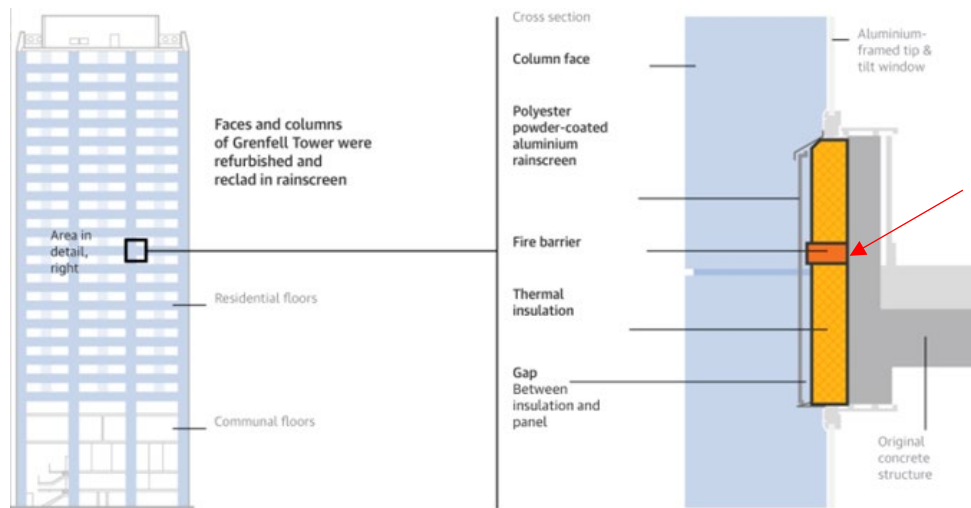 Faces and columns
of Grenfell Tower were
refurbished and
reclad in rainscreen
Area in
detail,
right
Residential floors
Communal floors
Cross section
Column face
Polyester
powder-coated
aluminium
rainscreen
Fire barrier
Thermal
insulation
Gap
Between
insulation and
panel
Aluminium-
framed tip &
tilt window
Original
concrete
structure